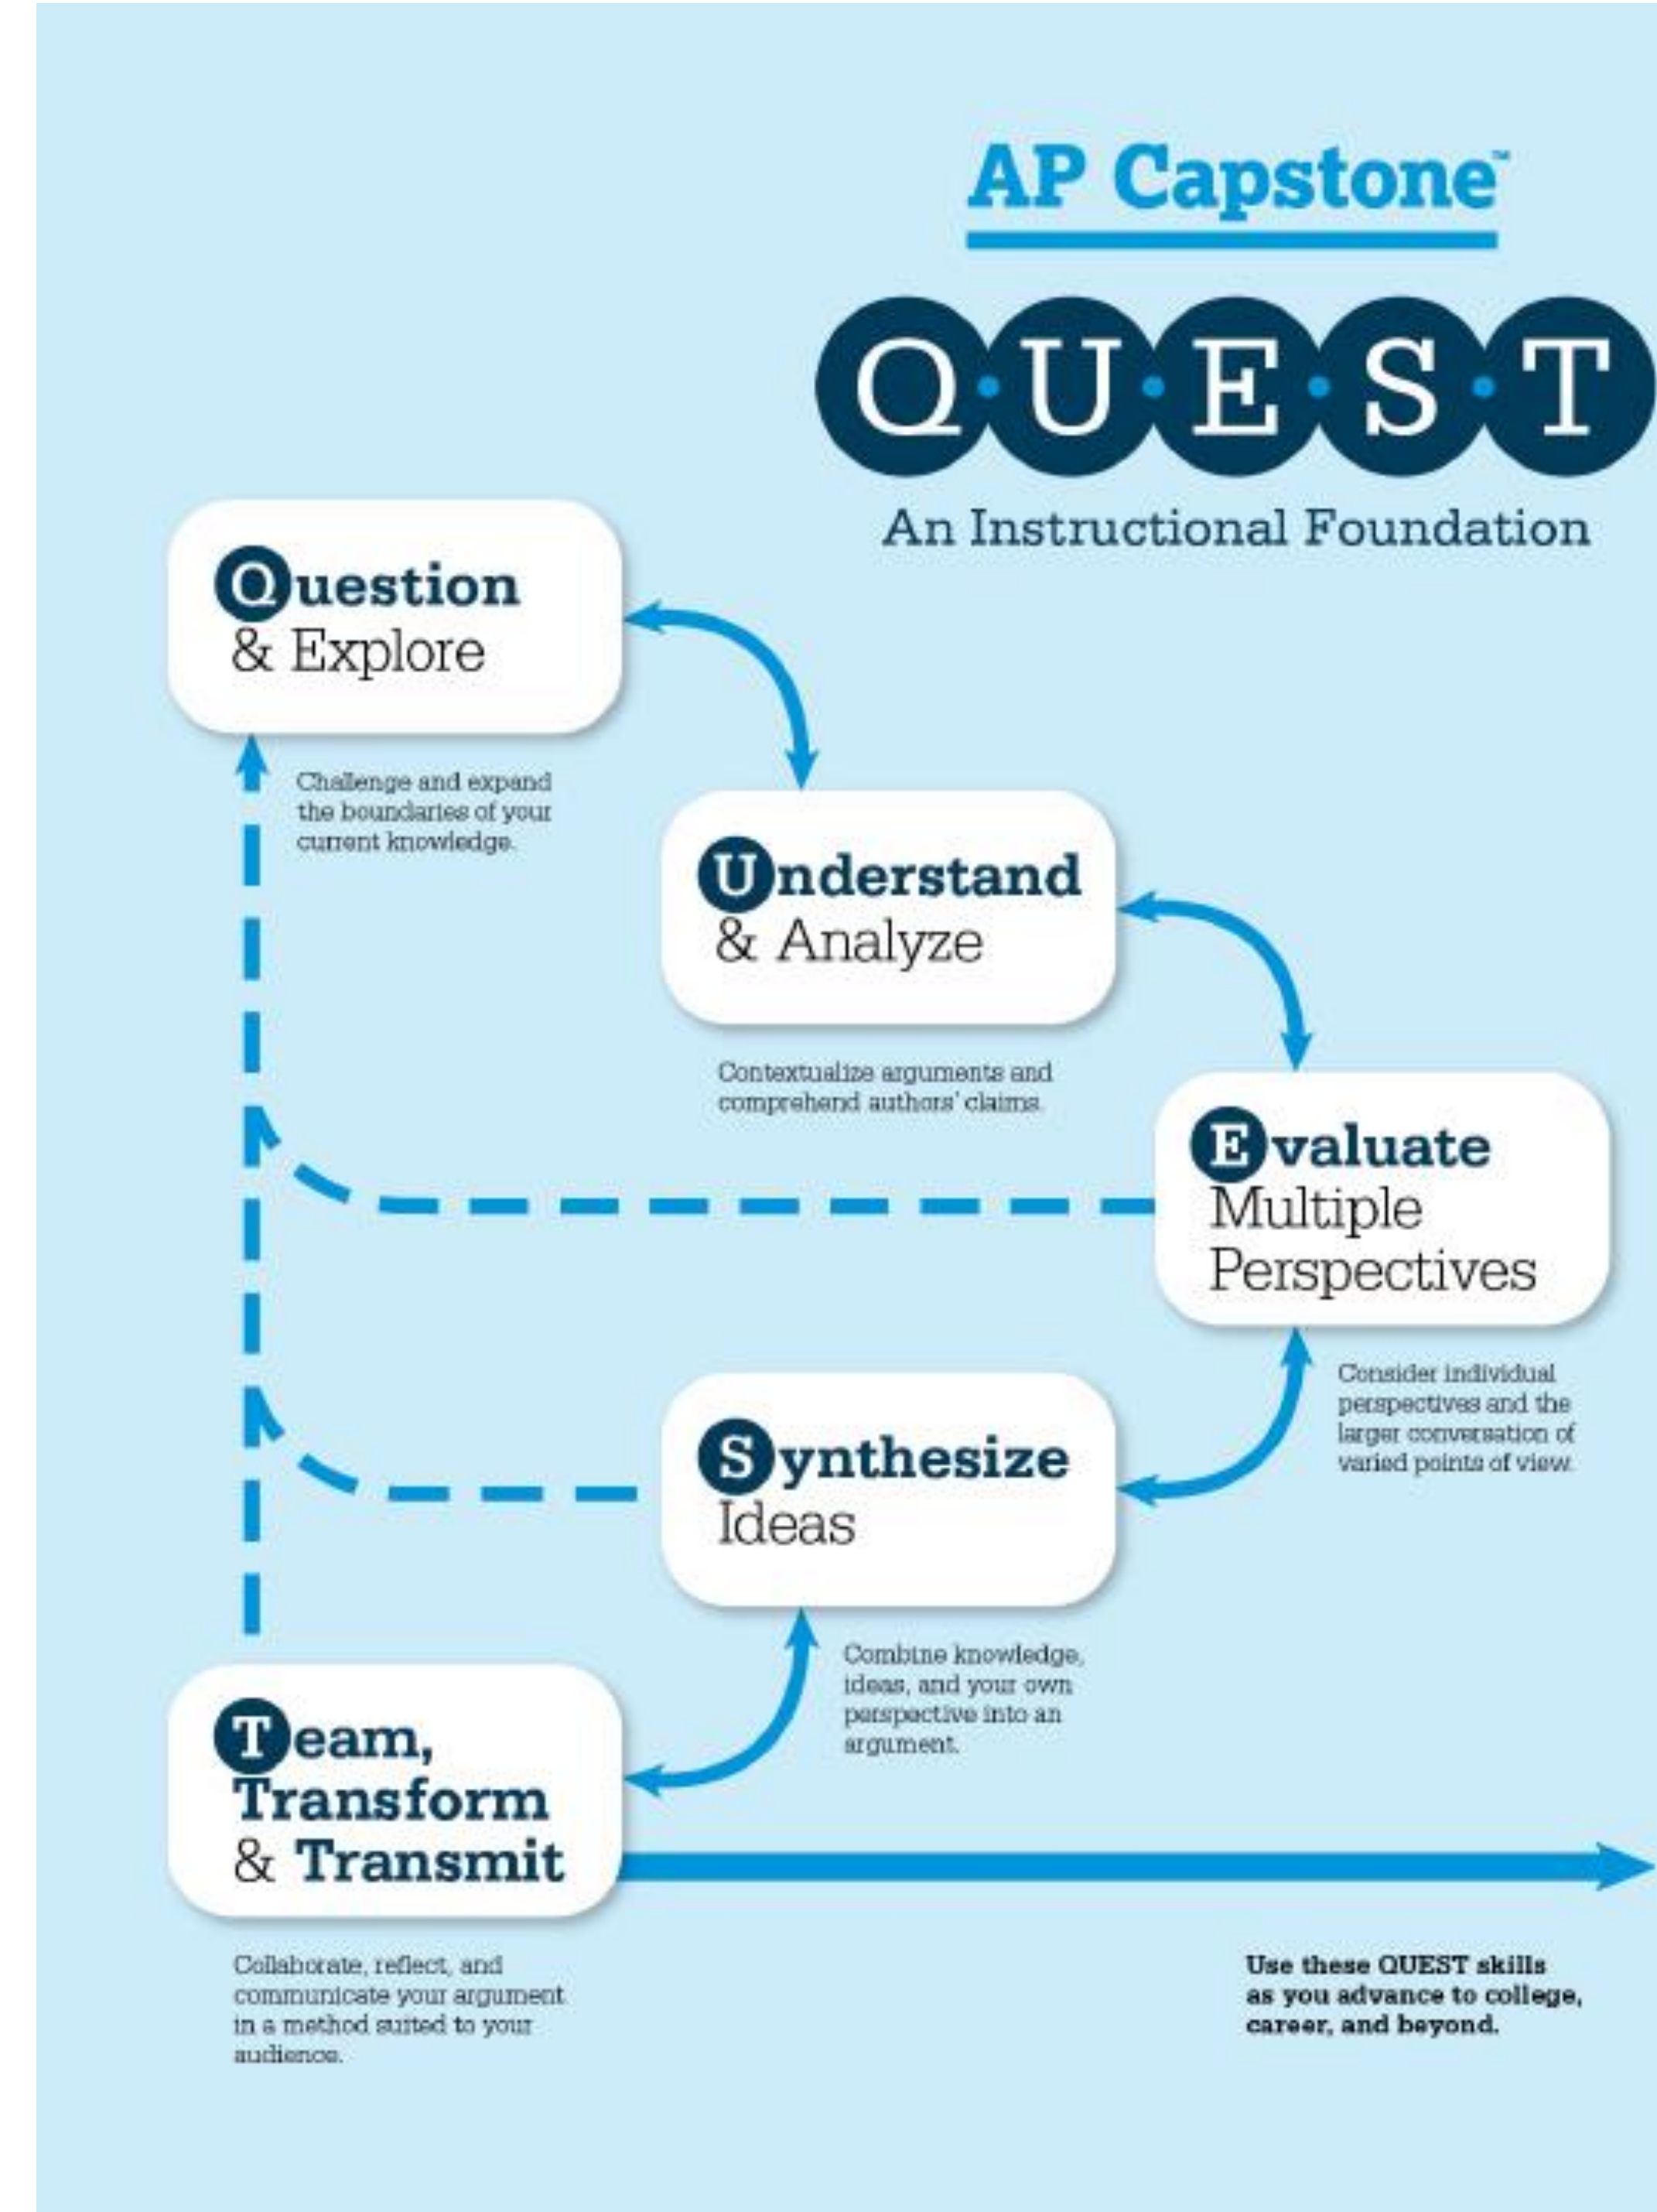 AP Capstone™
Q·U·E·S·T
An Instructional Foundation
Question
& Explore
Challenge and expand
the boundaries of your
current knowledge.
Understand
& Analyze
Contextualize arguments and
comprehend authors' claims.
Evaluate
Multiple
Perspectives
Consider individual
perspectives and the
larger conversation of
varied points of view.
Synthesize
Ideas
Combine knowledge,
ideas, and your own
perspective into an
argument.
Team,
Transform
& Transmit
Collaborate, reflect, and
communicate your argument
in a method suited to your
audience.
Use these QUEST skills
as you advance to college,
career, and beyond.